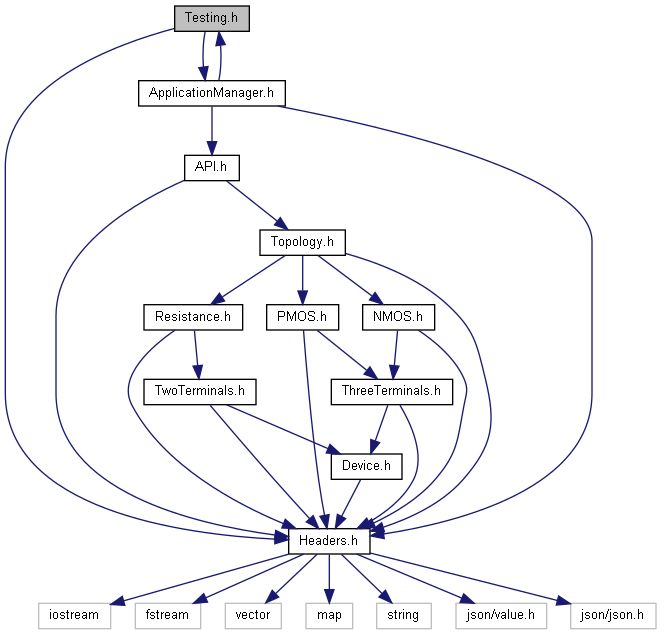 Testing.h
ApplicationManager.h
API.h
Topology.h
Resistance.h
PMOS.h
NMOS.h
TwoTerminals.h
ThreeTerminals.h
Device.h
Headers.h
iostream
fstream
vector
map
string
json/value.h
json/json.h